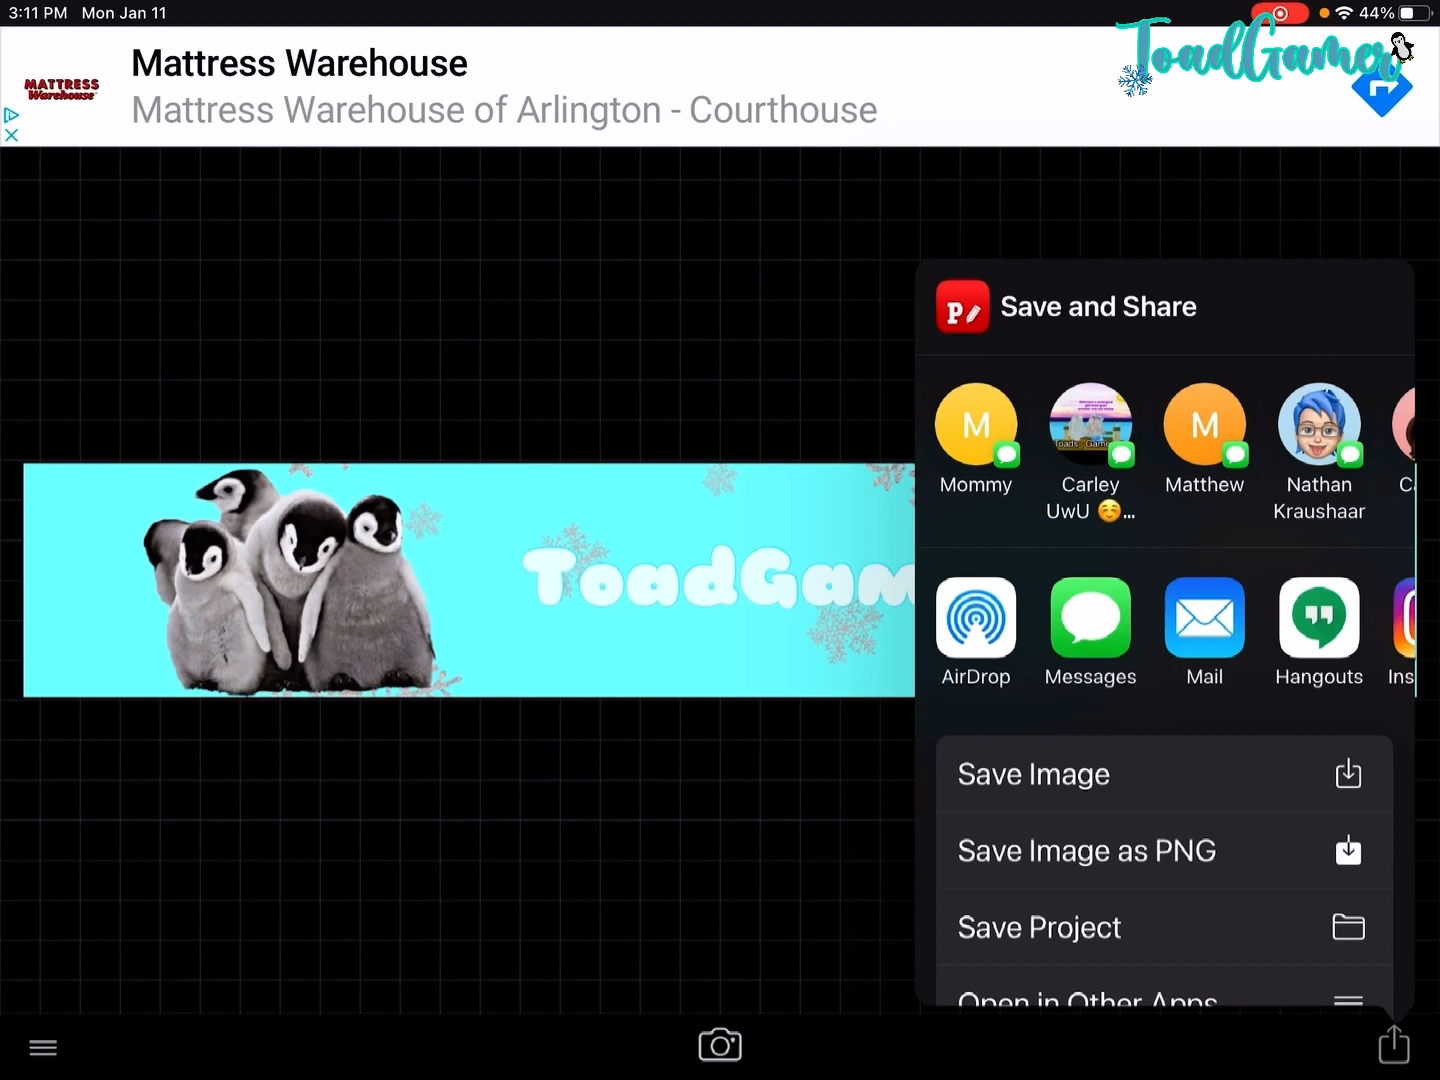 3:11 PM Mon Jan 11
44%
ToadGamer
MATTRESS
Warehouse
Mattress Warehouse
Mattress Warehouse of Arlington - Courthouse
Save and Share
M
M
Mommy
Carley
UwU ☺️...
Matthew
Nathan
Kraushaar
ToadGam
AirDrop
Messages
Mail
Hangouts
Ins
Save Image
Save Image as PNG
Save Project
Open in Other Apps